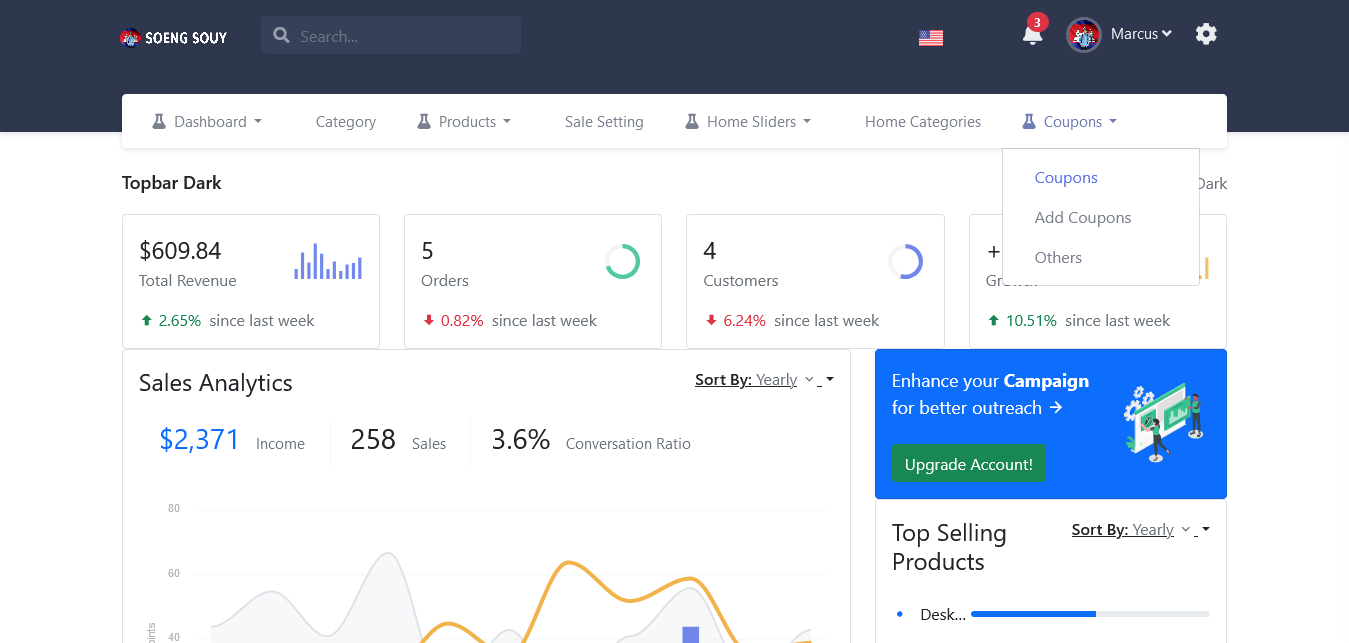 SOENG SOUY
Search...
3
Marcus
Dashboard
Category
Products
Sale Setting
Home Sliders
Home Categories
Coupons
Coupons
Add Coupons
Others
Topbar Dark
Dark
$609.84
Total Revenue
2.65% since last week
5
Orders
0.82% since last week
4
Customers
6.24% since last week
+
10.51% since last week
Sales Analytics
Sort By: Yearly
$2,371 Income
258 Sales
3.6% Conversation Ratio
80
60
40
Enhance your Campaign
for better outreach →
Upgrade Account!
Top Selling
Products
Sort By: Yearly
Desk...